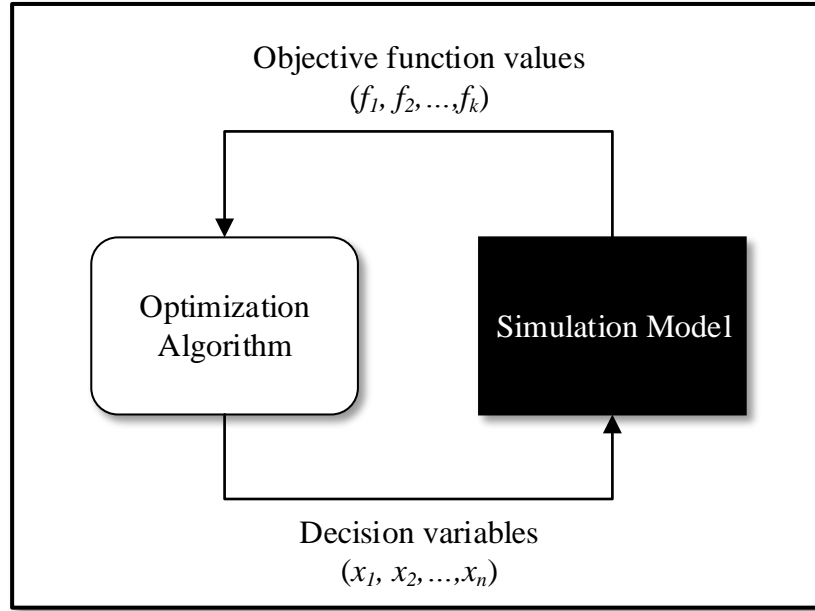 Objective function values
(f₁, f₂,...,fₖ)
Optimization
Algorithm
Simulation Model
Decision variables
(x₁, x₂,...,xₙ)